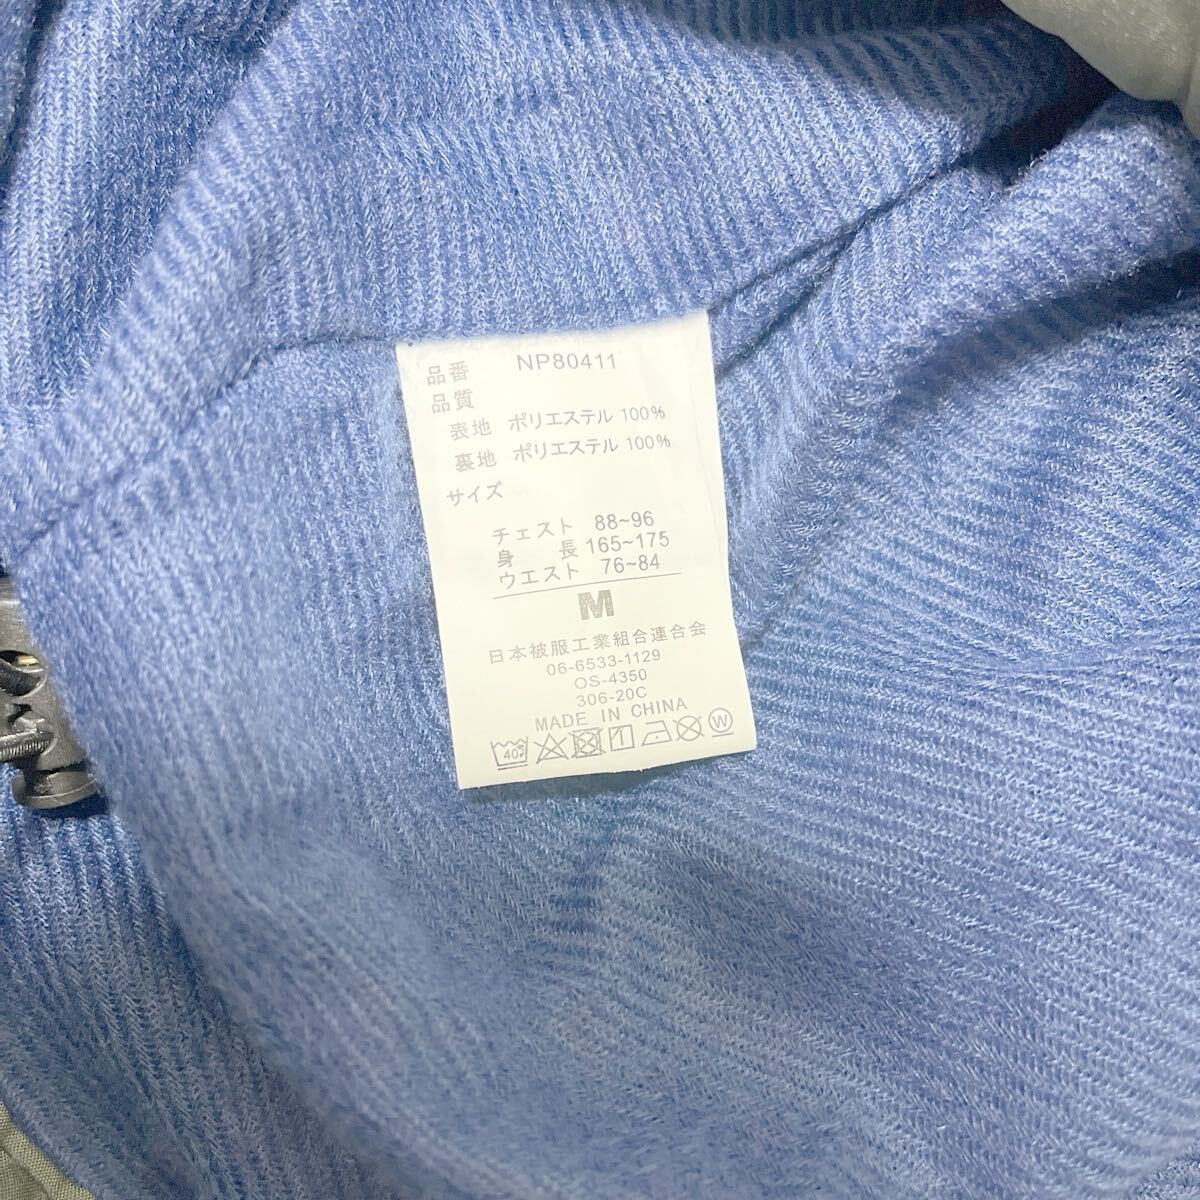 品番 NP80411
品質
表地 ポリエステル 100%
裏地 ポリエステル 100%
サイズ
チェスト 88~96
身 長 165~175
ウエスト 76~84
M
日本被服工業組合連合会
06-6533-1129
OS-4350
306-20C
MADE IN CHINA
40 W